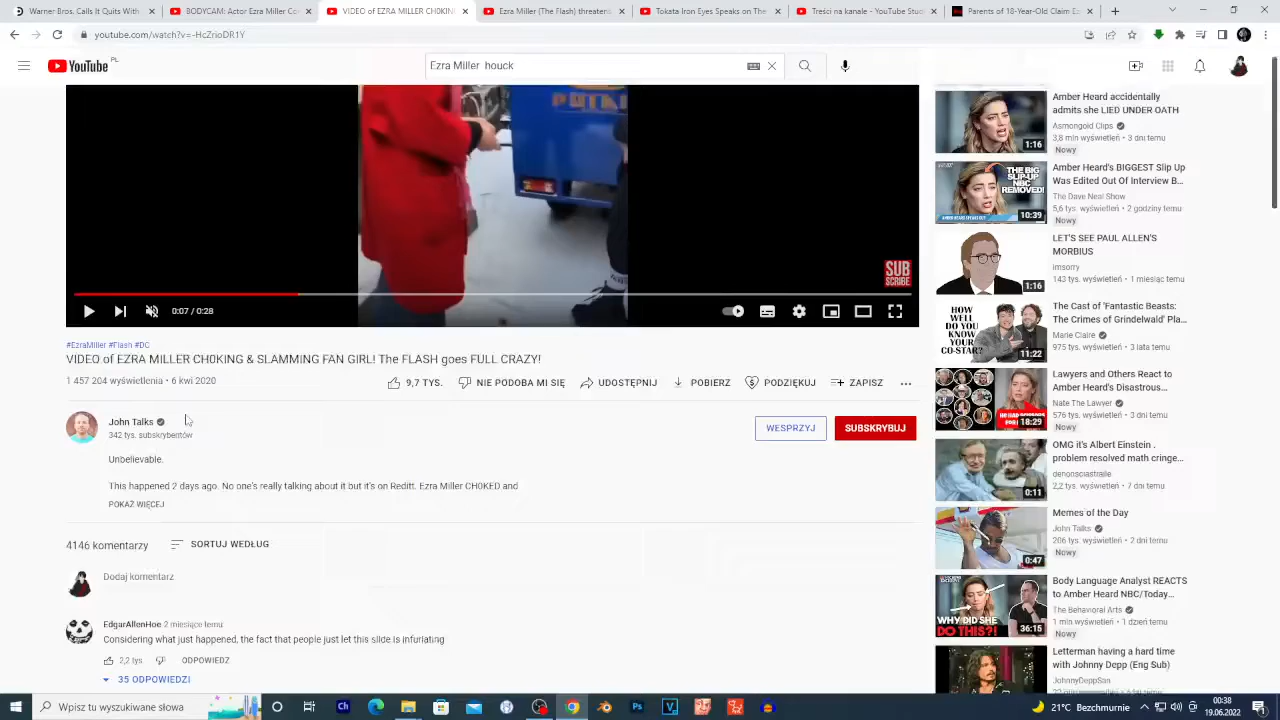 Warner Bros. Calls It Quits With
BODYCAM: Actor Ezra Miller Co
VIDEO of EZRA MILLER CHOKING
Ezra Miller (The Flash) threatens
Tokata Iron Eyes Speaks on The
Treści na kanale - YouTube Stud
Parents of 18-Year-Old Claim Ez
youtube.com/watch?v=-HcZrioDR1Y
YouTube PL
Ezra Miller houck
SUB
SCRIBE
0:07 / 0:28
#EzraMiller #Flash #DC
VIDEO of EZRA MILLER CHOKING & SLAMMING FAN GIRL! The FLASH goes FULL CRAZY!
1 457 204 wyświetlenia • 6 kwi 2020
9,7 TYS.
NIE PODOBA MI SIĘ
UDOSTĘPNIJ
POBIERZ
PODZIĘKUJ
ZAPISZ
John Talks
342 tys. subskrybentów
WESPRZYJ
SUBSKRYBUJ
Unbelievable.
This happened 2 days ago. No one's really talking about it but it's on Reditt. Ezra Miller CHOKED and
POKAŻ WIĘCEJ
4146 komentarzy
SORTUJ WEDŁUG
Dodaj komentarz
EdgarAllenHoe 2 miesiące temu
Considering what just happened, that most people just let this slide is infuriating
2,2 tys.
ODPOWIEDZ
35 ODPOWIEDZI
Amber Heard accidentally
admits she LIED UNDER OATH
Asmongold Clips
3,8 mln wyświetleń • 3 dni temu
Nowy
1:16
Amber Heard's BIGGEST Slip Up
Was Edited Out Of Interview B...
The Dave Neal Show
5,6 tys. wyświetleń • 2 godziny temu
Nowy
THE BIG
SLIP-UP
NBC
REMOVED!
10:39
LET'S SEE PAUL ALLEN'S
MORBIUS
imsorry
143 tys. wyświetleń • 1 miesiąc temu
1:16
The Cast of 'Fantastic Beasts:
The Crimes of Grindelwald' Pla...
Marie Claire
975 tys. wyświetleń • 3 lata temu
HOW
WELL
DO YOU
KNOW
YOUR
CO-STAR?
11:22
Lawyers and Others React to
Amber Heard's Disastrous...
Nate The Lawyer
576 tys. wyświetleń • 3 dni temu
Nowy
18:29
OMG it's Albert Einstein .
problem resolved math cringe...
denonsciastraile
2,2 tys. wyświetleń • 7 dni temu
0:11
Memes of the Day
John Talks
206 tys. wyświetleń • 2 dni temu
Nowy
0:47
Body Language Analyst REACTS
to Amber Heard NBC/Today...
The Behavioral Arts
1 mln wyświetleń • 1 dzień temu
Nowy
WHY DID SHE
DO THIS?!
36:15
Letterman having a hard time
with Johnny Depp (Eng Sub)
JohnnyDeppSan
Wpisz tu wyszukiwane słowa
Ch
21°C
00:38
19.06.2022